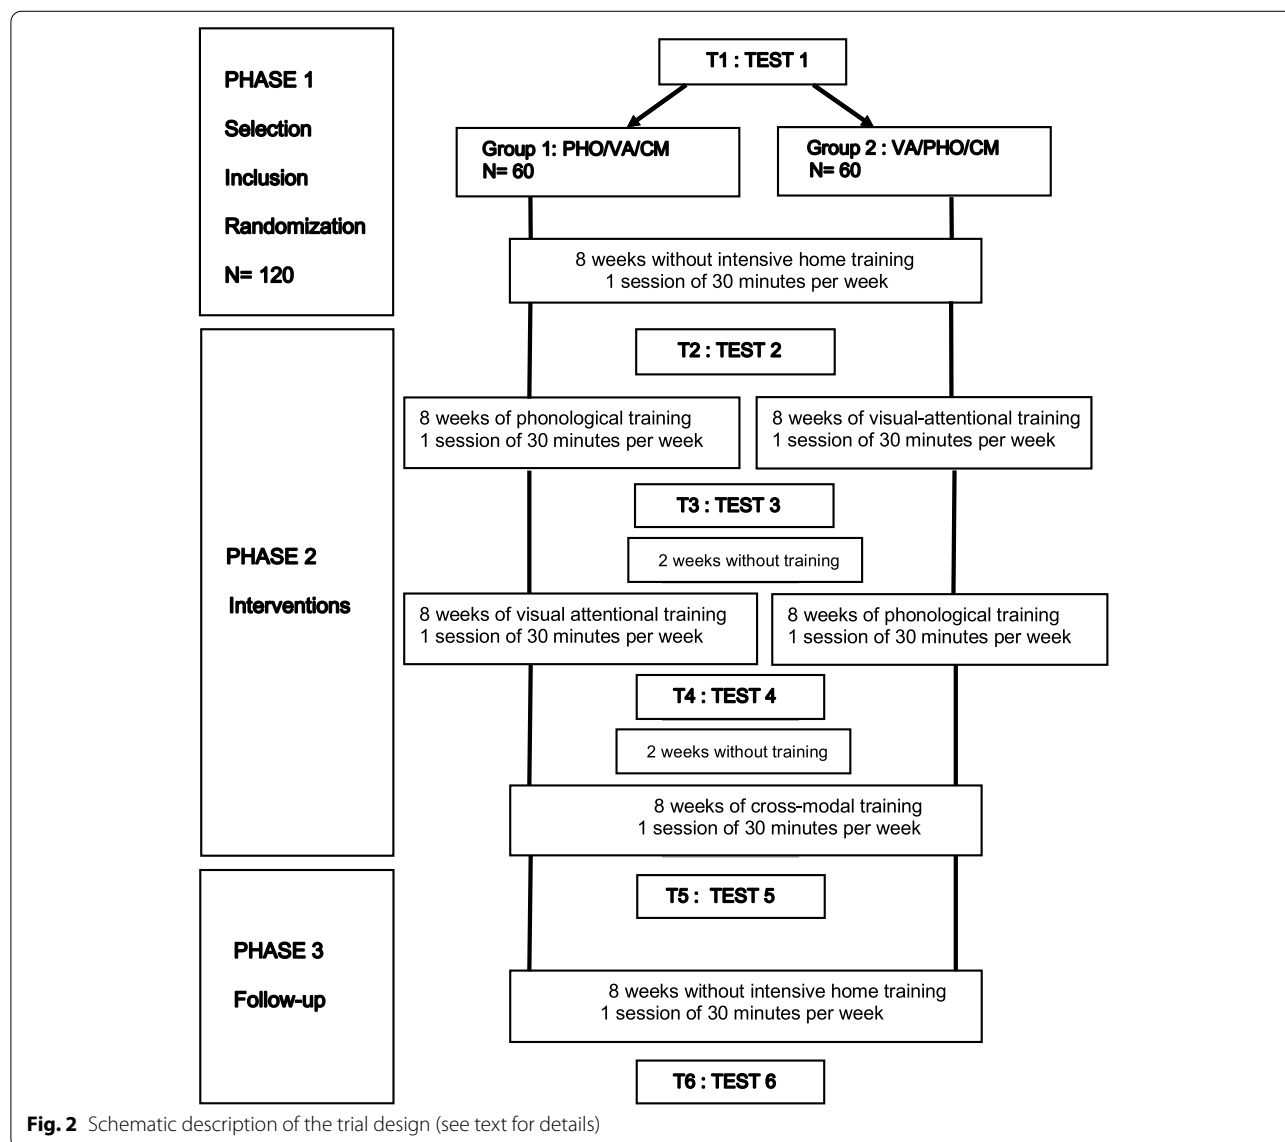 PHASE 1
Selection
Inclusion
Randomization
N= 120
T1 : TEST 1
Group 1: PHO/VA/CM
N= 60
Group 2 : VA/PHO/CM
N= 60
8 weeks without intensive home training
1 session of 30 minutes per week
PHASE 2
Interventions
T2 : TEST 2
8 weeks of phonological training
1 session of 30 minutes per week
8 weeks of visual-attentional training
1 session of 30 minutes per week
T3 : TEST 3
2 weeks without training
8 weeks of visual attentional training
1 session of 30 minutes per week
8 weeks of phonological training
1 session of 30 minutes per week
T4 : TEST 4
2 weeks without training
8 weeks of cross-modal training
1 session of 30 minutes per week
PHASE 3
Follow-up
T5 : TEST 5
8 weeks without intensive home training
1 session of 30 minutes per week
T6 : TEST 6
Fig. 2 Schematic description of the trial design (see text for details)